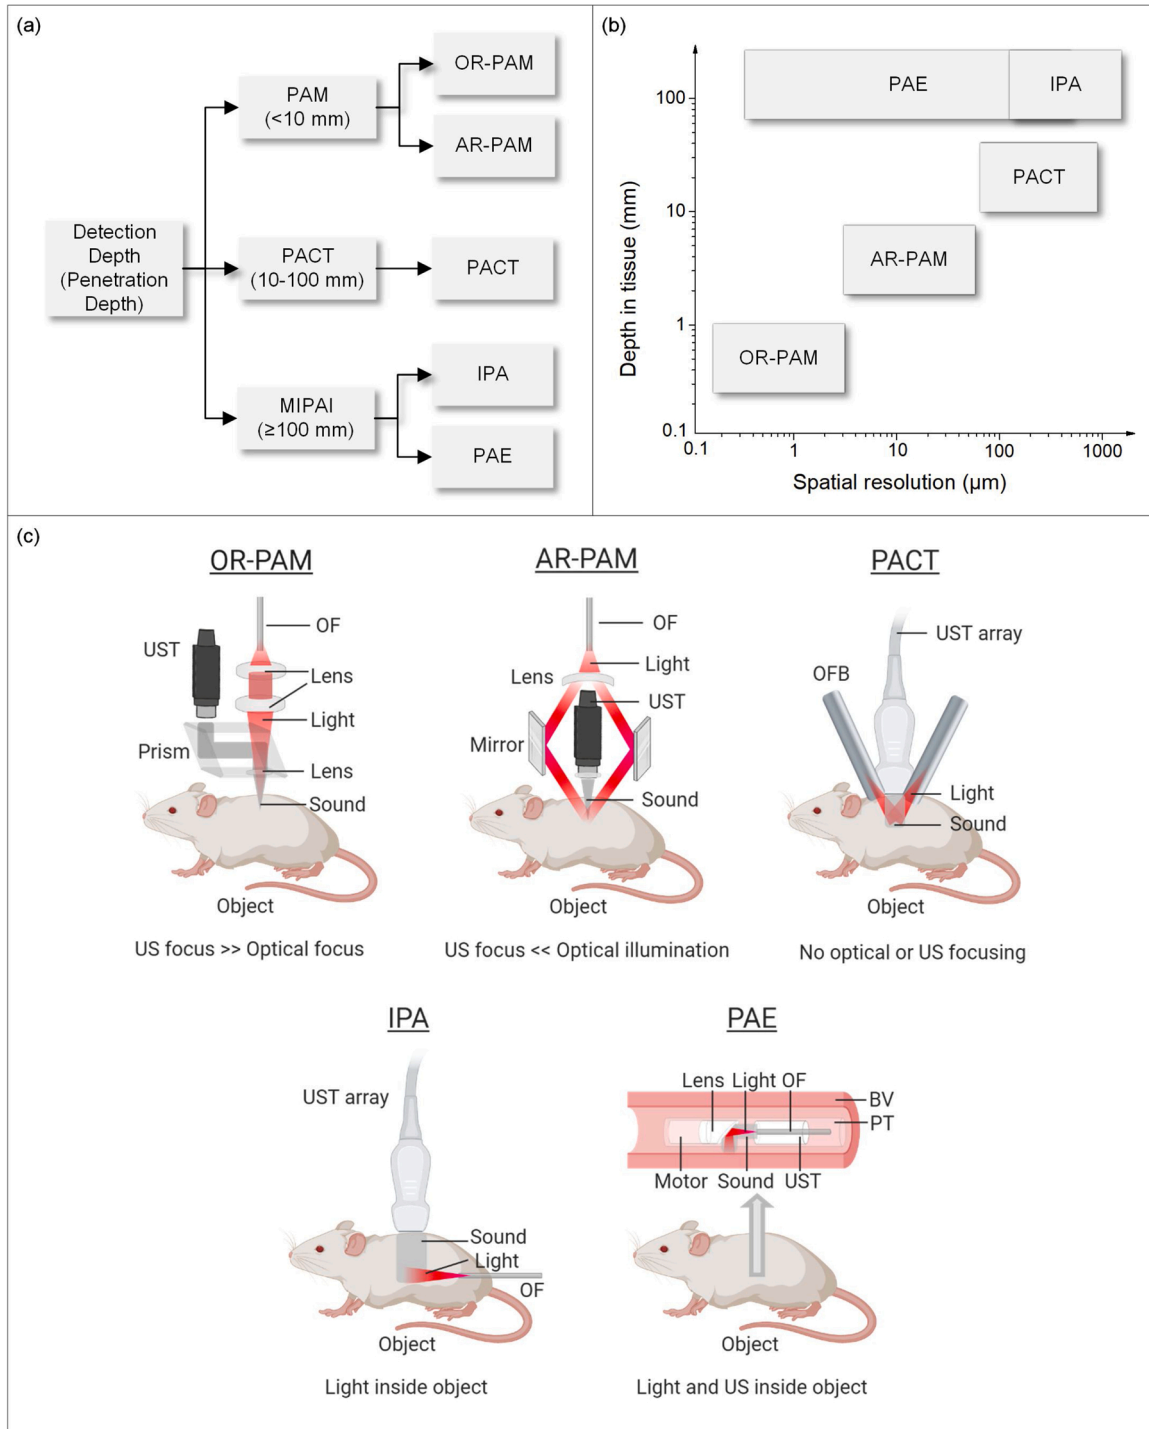 (a)
PAM
(<10 mm)
OR-PAM
AR-PAM
Detection
Depth
(Penetration
Depth)
PACT
(10-100 mm)
PACT
MIPAI
(≥100 mm)
IPA
PAE
(b)
Depth in tissue (mm)
100
10
1
0.1
PAE
IPA
PACT
AR-PAM
OR-PAM
0.1
1
10
100
1000
Spatial resolution (μm)
(c)
OR-PAM
OF
UST
Lens
Light
Prism
Lens
Sound
Object
US focus >> Optical focus
AR-PAM
OF
Light
Lens
UST
Mirror
Sound
Object
US focus << Optical illumination
PACT
UST array
OFB
Light
Sound
Object
No optical or US focusing
IPA
UST array
Sound
Light
OF
Object
Light inside object
PAE
Lens Light OF
BV
PT
Motor Sound UST
Object
Light and US inside object